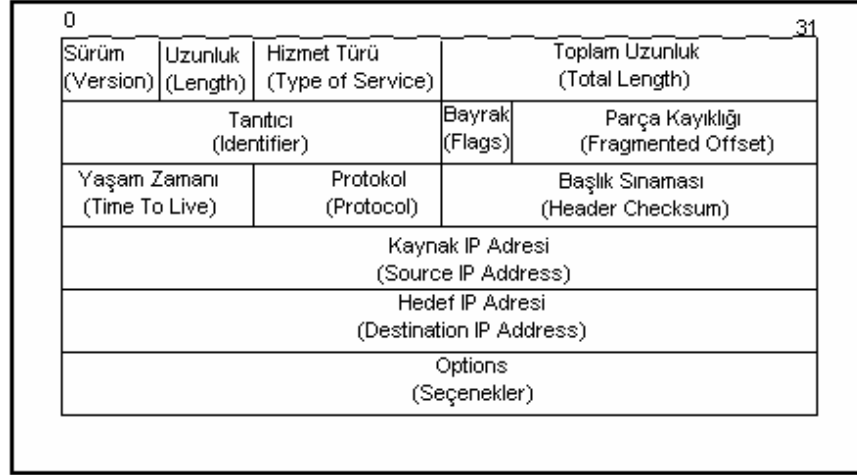 0
31
Sürüm
(Version)
Uzunluk
(Length)
Hizmet Türü
(Type of Service)
Toplam Uzunluk
(Total Length)
Tanıtıcı
(Identifier)
Bayrak
(Flags)
Parça Kayıklığı
(Fragmented Offset)
Yaşam Zamanı
(Time To Live)
Protokol
(Protocol)
Başlık Sınaması
(Header Checksum)
Kaynak IP Adresi
(Source IP Address)
Hedef IP Adresi
(Destination IP Address)
Options
(Seçenekler)